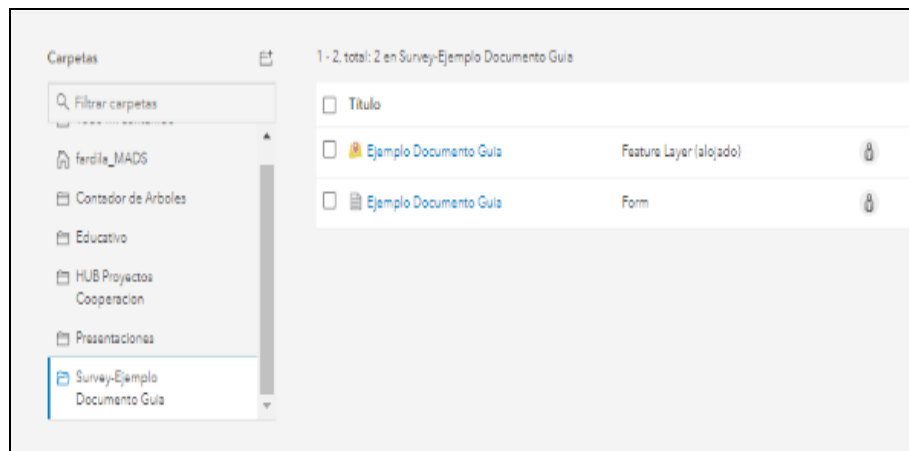 Carpetas
Filtrar carpetas
ferdila_MADS
Contador de Arboles
Educativo
HUB Proyectos
Cooperacion
Presentaciones
Survey-Ejemplo
Documento Guia
1 - 2, total: 2 en Survey-Ejemplo Documento Guia
Título
Ejemplo Documento Guia Feature Layer (alojado)
Ejemplo Documento Guia Form